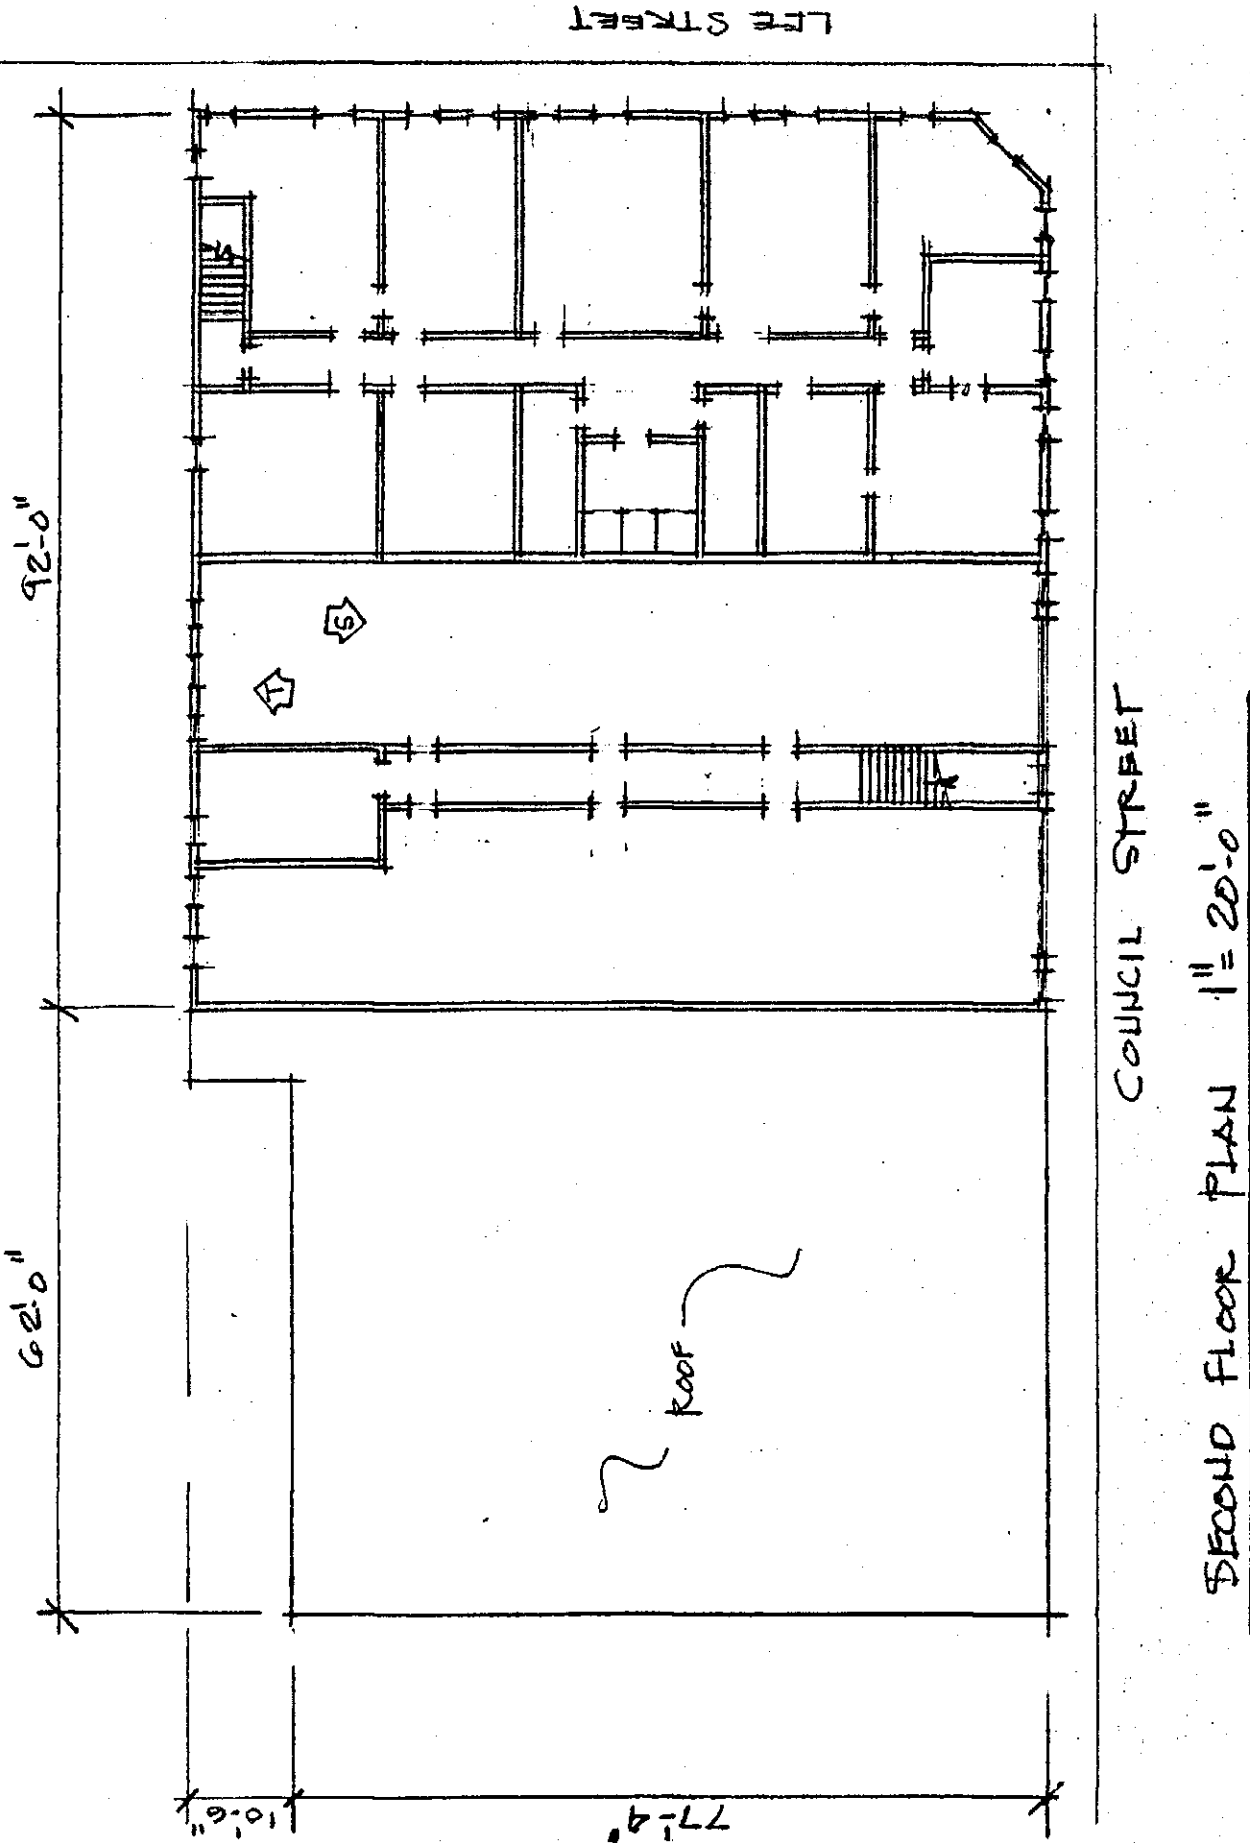 LEE STREET
92'-0"
62'-0"
S
T
ROOF
10'-6"
77'-4"
COUNCIL STREET
SECOND FLOOR PLAN 1"= 20'-0"